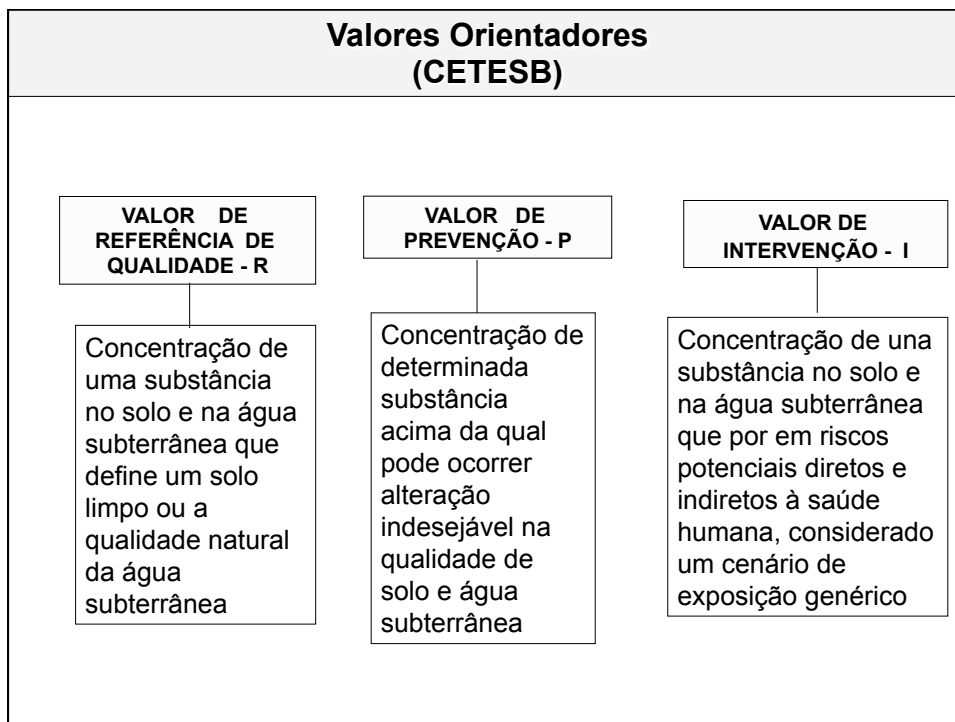 Valores Orientadores
(CETESB)
VALOR DE
REFERÊNCIA DE
QUALIDADE - R
Concentração de
uma substância
no solo e na água
subterrânea que
define um solo
limpo ou a
qualidade natural
da água
subterrânea
VALOR DE
PREVENÇÃO - P
Concentração de
determinada
substância
acima da qual
pode ocorrer
alteração
indesejável na
qualidade de
solo e água
subterrânea
VALOR DE
INTERVENÇÃO - I
Concentração de una
substância no solo e
na água subterrânea
que por em riscos
potenciais diretos e
indiretos à saúde
humana, considerado
um cenário de
exposição genérico